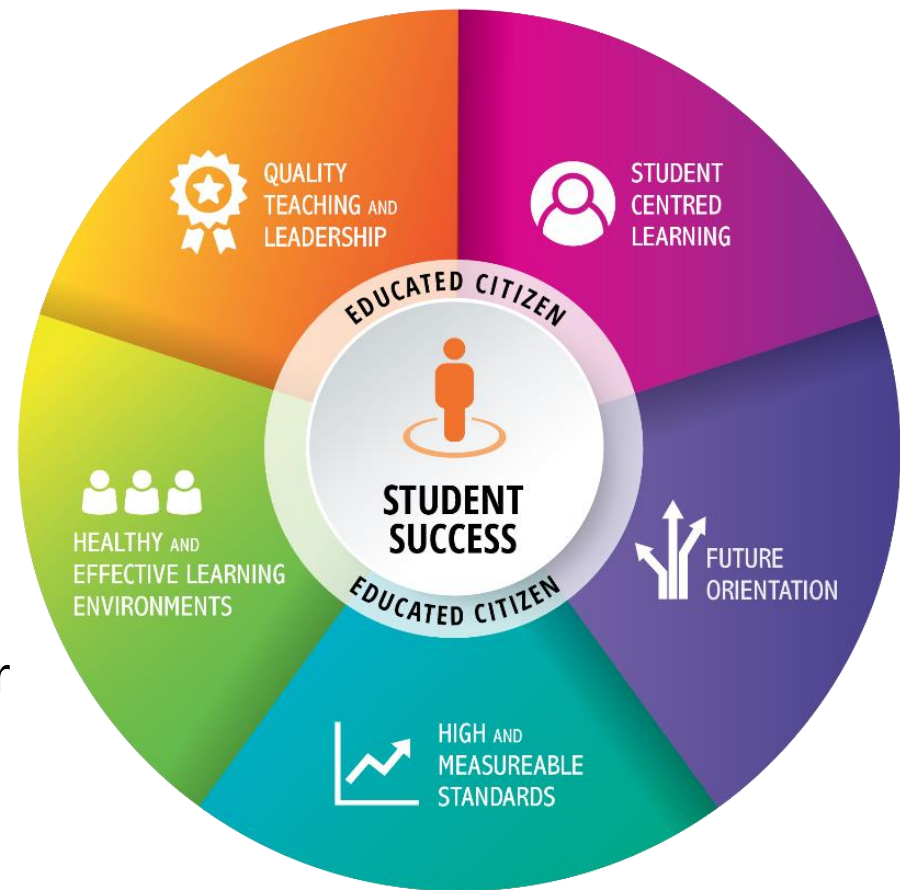 QUALITY
TEACHING AND
LEADERSHIP
STUDENT
CENTRED
LEARNING
EDUCATED CITIZEN
STUDENT
SUCCESS
EDUCATED CITIZEN
HEALTHY AND
EFFECTIVE LEARNING
ENVIRONMENTS
FUTURE
ORIENTATION
r
HIGH AND
MEASUREABLE
STANDARDS